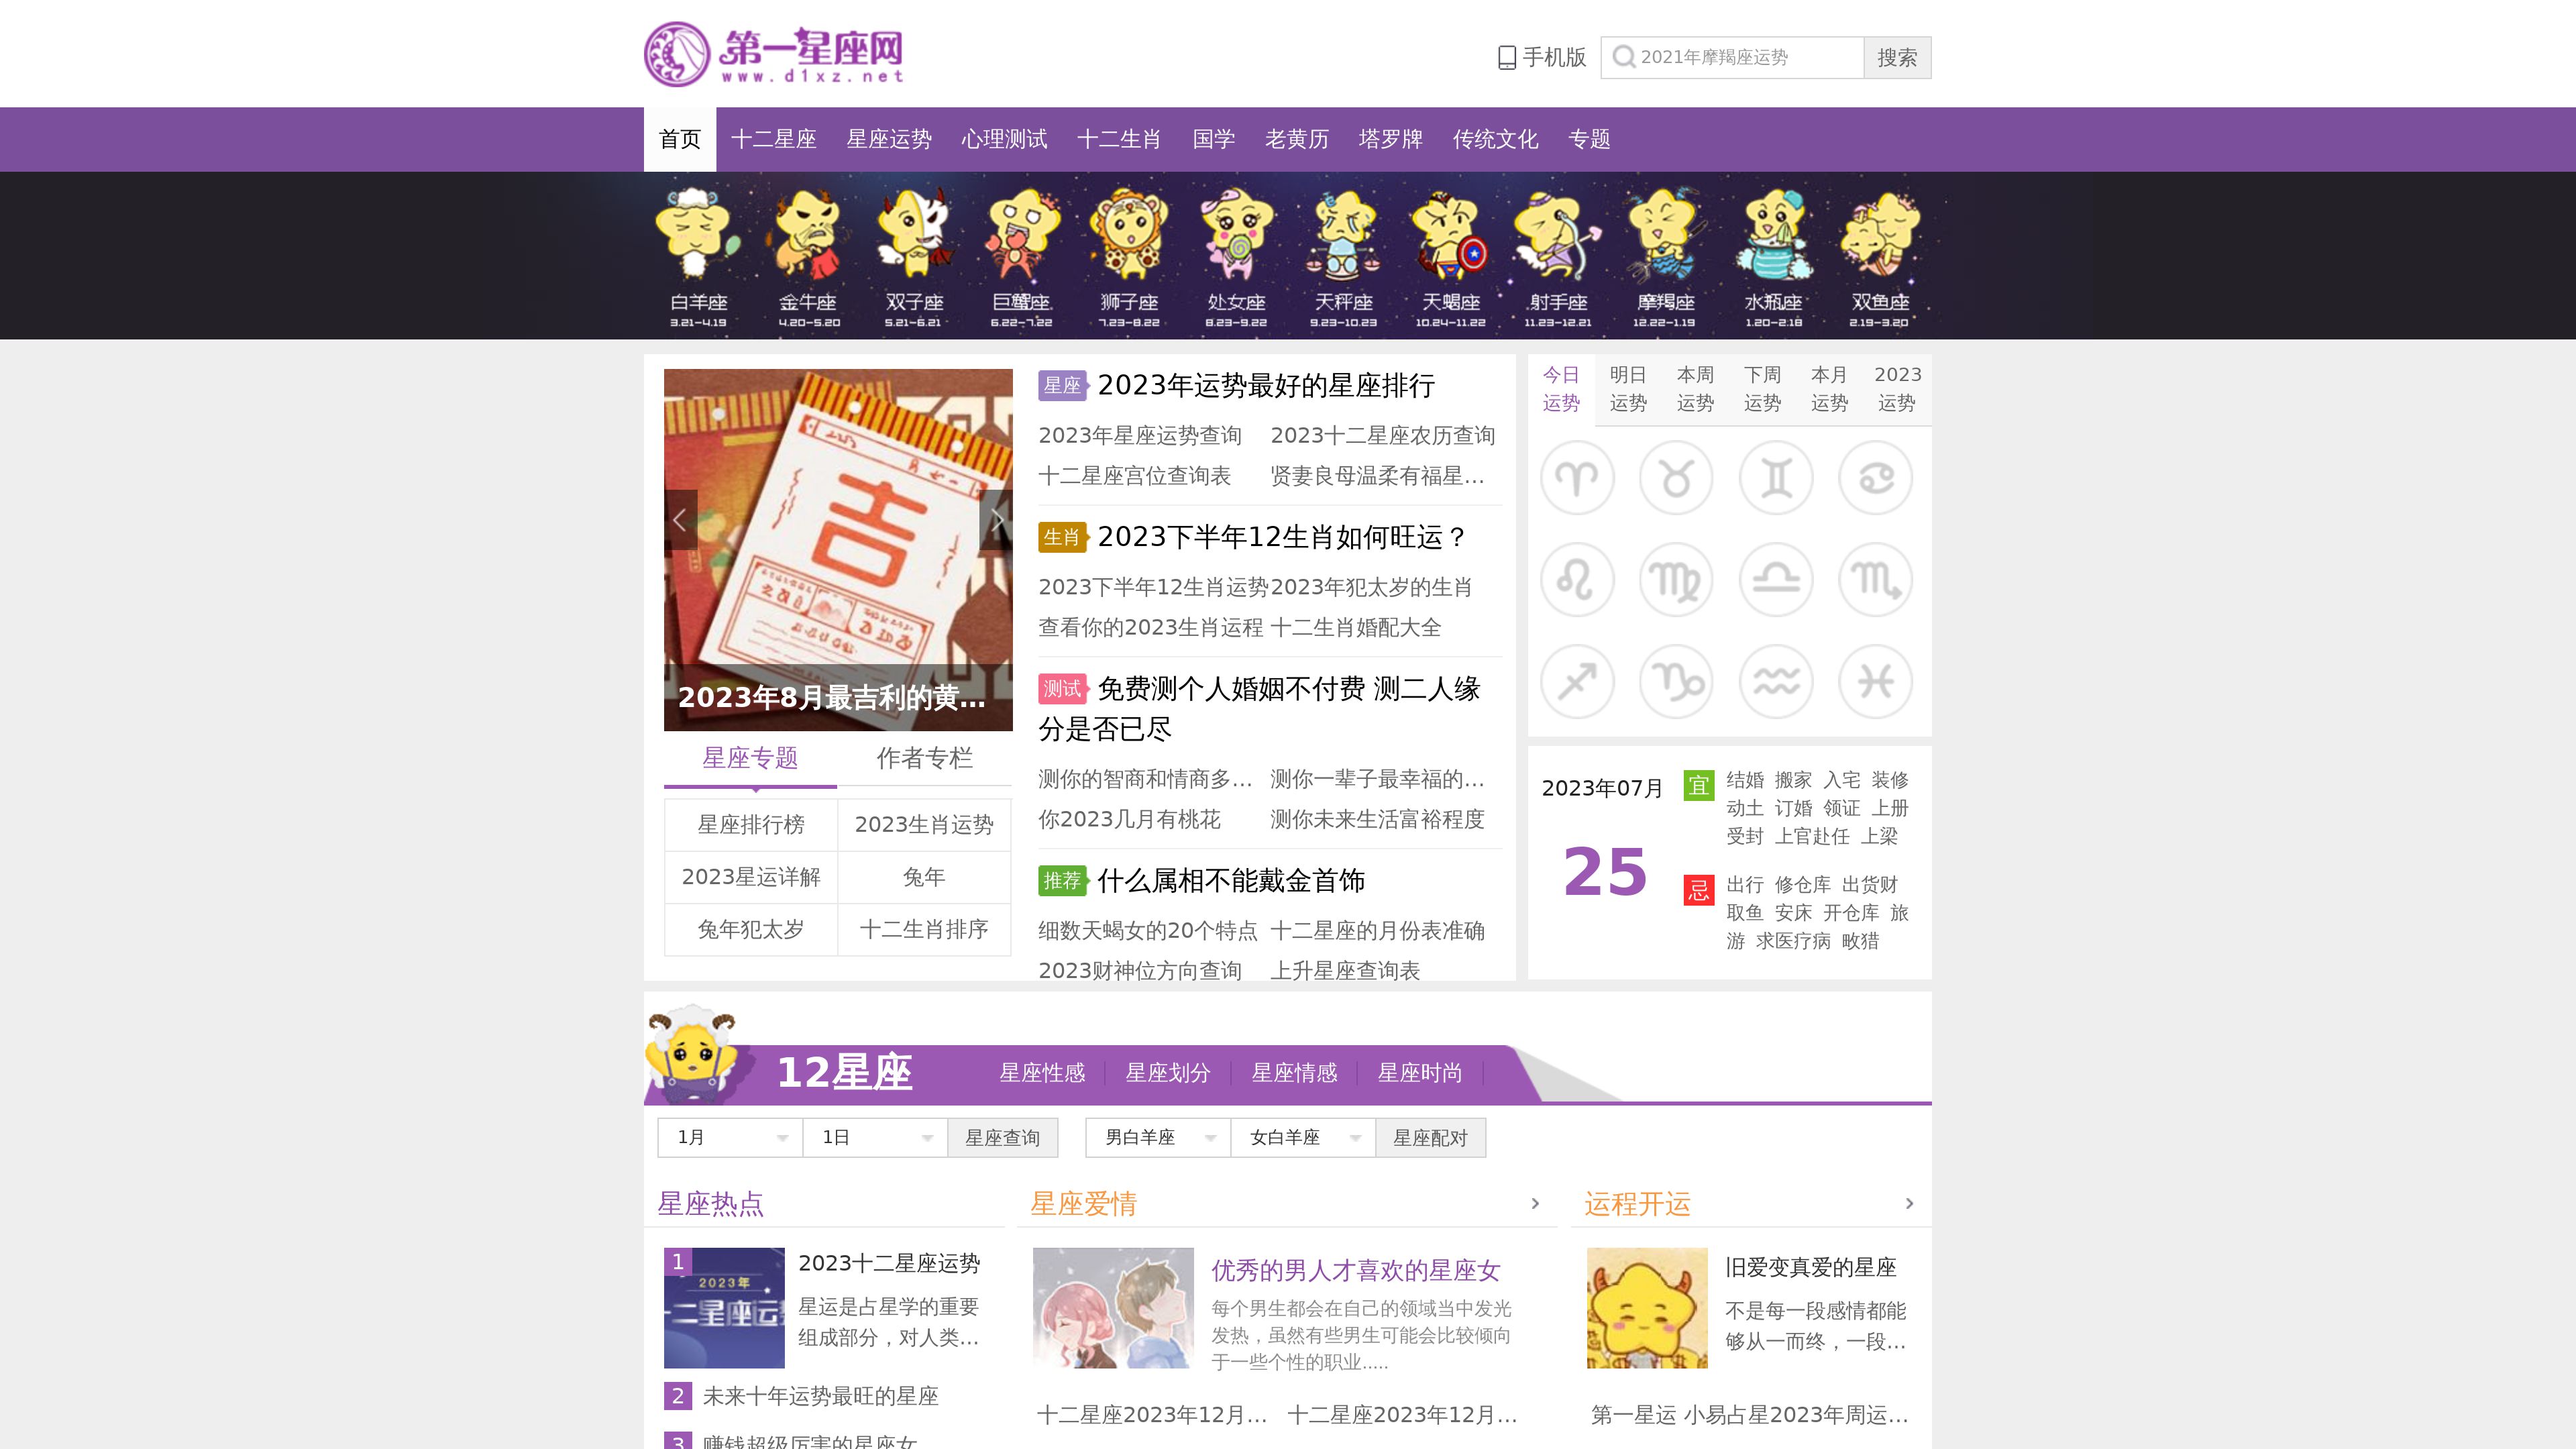 第一星座网
www.d1xz.net
手机版
2021年摩羯座运势
搜索
首页 十二星座 星座运势 心理测试 十二生肖 国学 老黄历 塔罗牌 传统文化 专题
白羊座 金牛座 双子座 巨蟹座 狮子座 处女座 天秤座 天蝎座 射手座 摩羯座 水瓶座 双鱼座
3.21-4.19 4.20-5.20 5.21-6.21 6.22-7.22 7.23-8.22 8.23-9.22 9.23-10.23 10.24-11.22 11.23-12.21 12.22-1.19 1.20-2.18 2.19-3.20
吉
2023年8月最吉利的黄...
星座专题 作者专栏
星座排行榜 2023生肖运势
2023星运详解 兔年
兔年犯太岁 十二生肖排序
星座 2023年运势最好的星座排行
2023年星座运势查询 2023十二星座农历查询
十二星座宫位查询表 贤妻良母温柔有福星...
生肖 2023下半年12生肖如何旺运？
2023下半年12生肖运势 2023年犯太岁的生肖
查看你的2023生肖运程 十二生肖婚配大全
测试 免费测个人婚姻不付费 测二人缘
分是否已尽
测你的智商和情商多... 测你一辈子最幸福的...
你2023几月有桃花 测你未来生活富裕程度
推荐 什么属相不能戴金首饰
细数天蝎女的20个特点 十二星座的月份表准确
2023财神位方向查询 上升星座查询表
今日 明日 本周 下周 本月 2023
运势 运势 运势 运势 运势 运势
2023年07月
25
宜 结婚 搬家 入宅 装修
动土 订婚 领证 上册
受封 上官赴任 上梁
忌 出行 修仓库 出货财
取鱼 安床 开仓库 旅
游 求医疗病 畋猎
12星座 星座性感 星座划分 星座情感 星座时尚
1月 1日 星座查询 男白羊座 女白羊座 星座配对
星座热点
1
2023年
十二星座运势
2023十二星座运势
星运是占星学的重要
组成部分，对人类...
2 未来十年运势最旺的星座
3 赚钱超级厉害的星座女
星座爱情 ›
优秀的男人才喜欢的星座女
每个男生都会在自己的领域当中发光
发热，虽然有些男生可能会比较倾向
于一些个性的职业.....
十二星座2023年12月... 十二星座2023年12月...
运程开运 ›
旧爱变真爱的星座
不是每一段感情都能
够从一而终，一段...
第一星运 小易占星2023年周运...